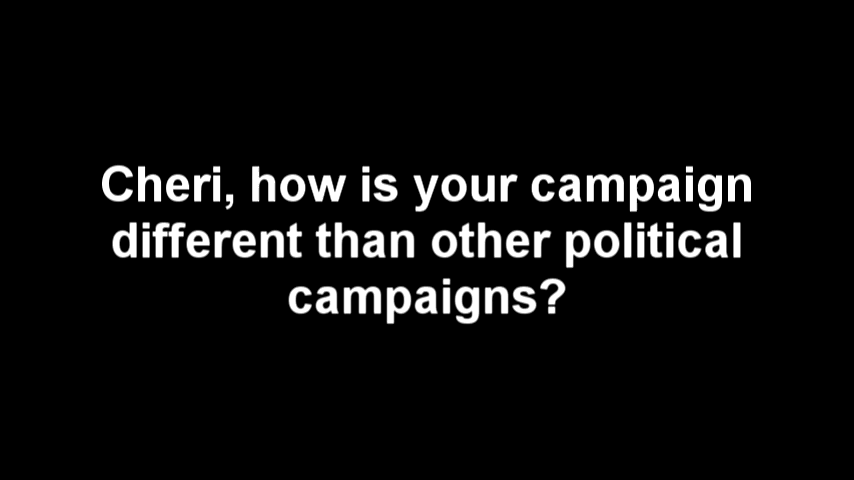 Cheri, how is your campaign
different than other political
campaigns?